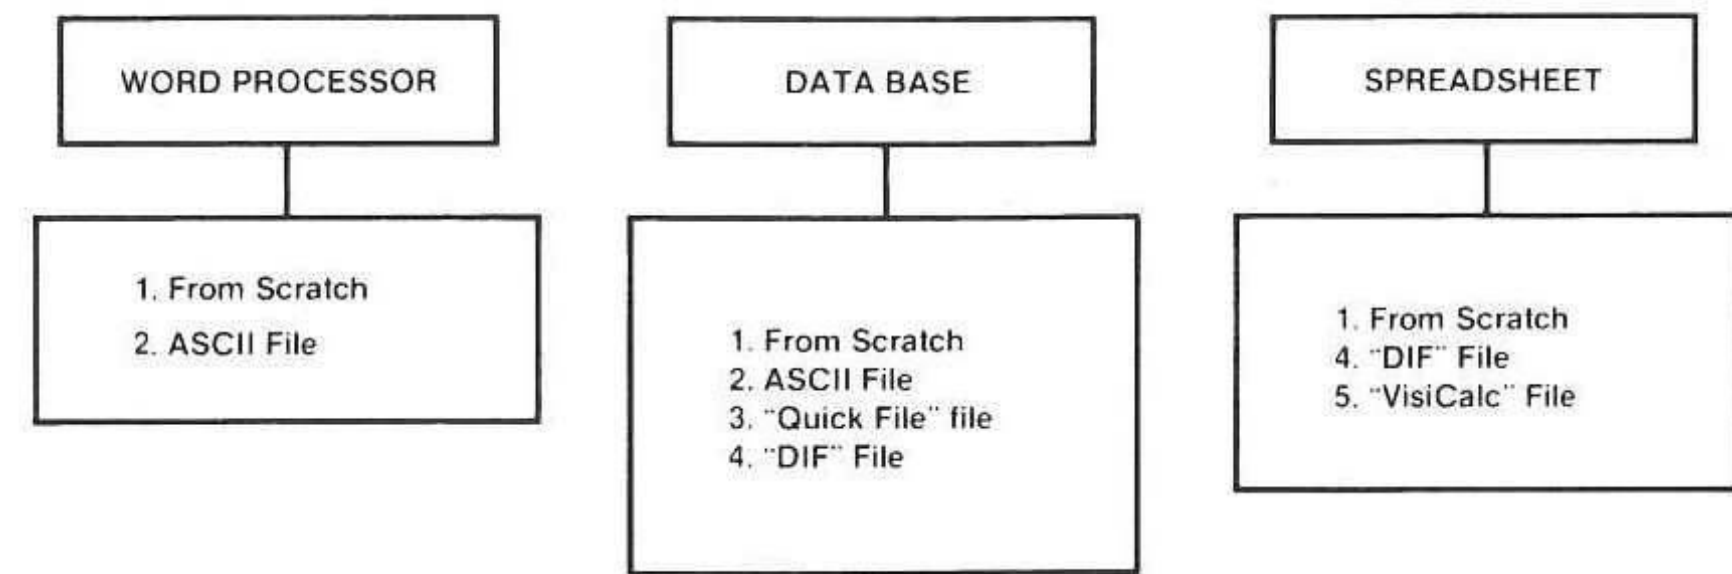 WORD PROCESSOR
1. From Scratch
2. ASCII File
DATA BASE
1. From Scratch
2. ASCII File
3. "Quick File" file
4. "DIF" File
SPREADSHEET
1. From Scratch
4. "DIF" File
5. "VisiCalc" File